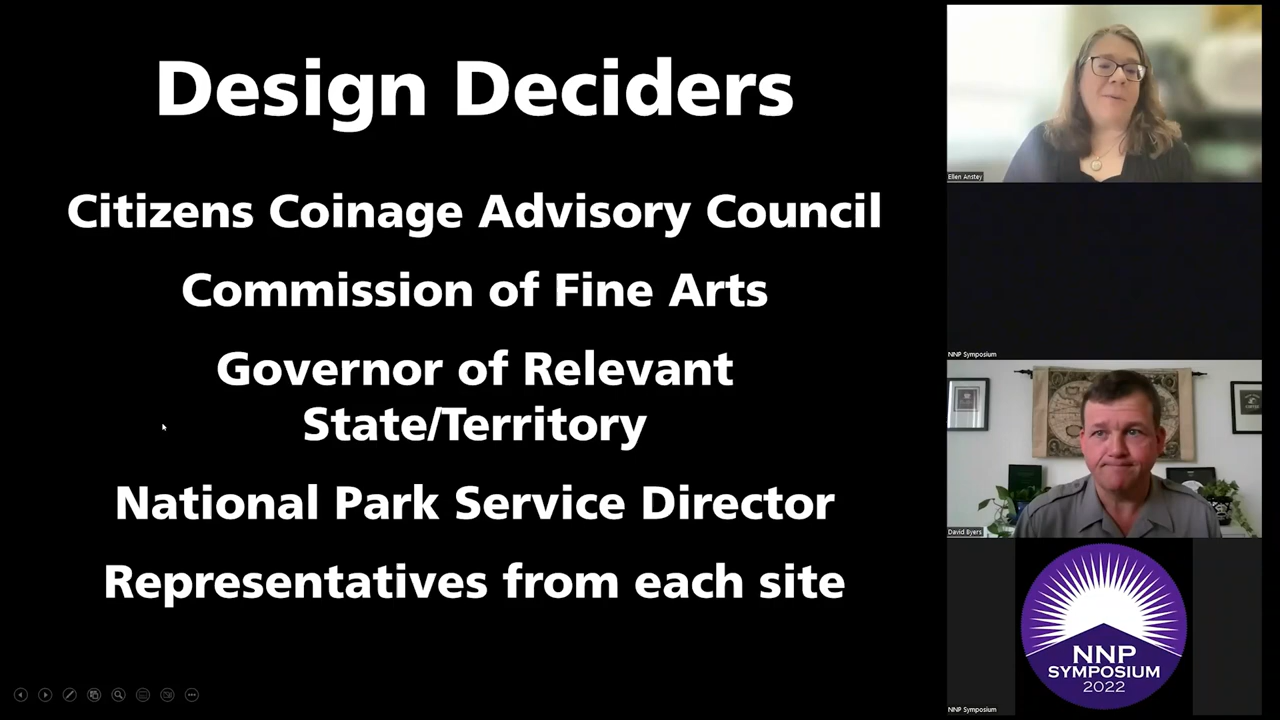 Design Deciders
Citizens Coinage Advisory Council
Commission of Fine Arts
Governor of Relevant
State/Territory
National Park Service Director
Representatives from each site
Ellen Anstey
NNP Symposium
David Byers
NNP
SYMPOSIUM
2022
NNP Symposium